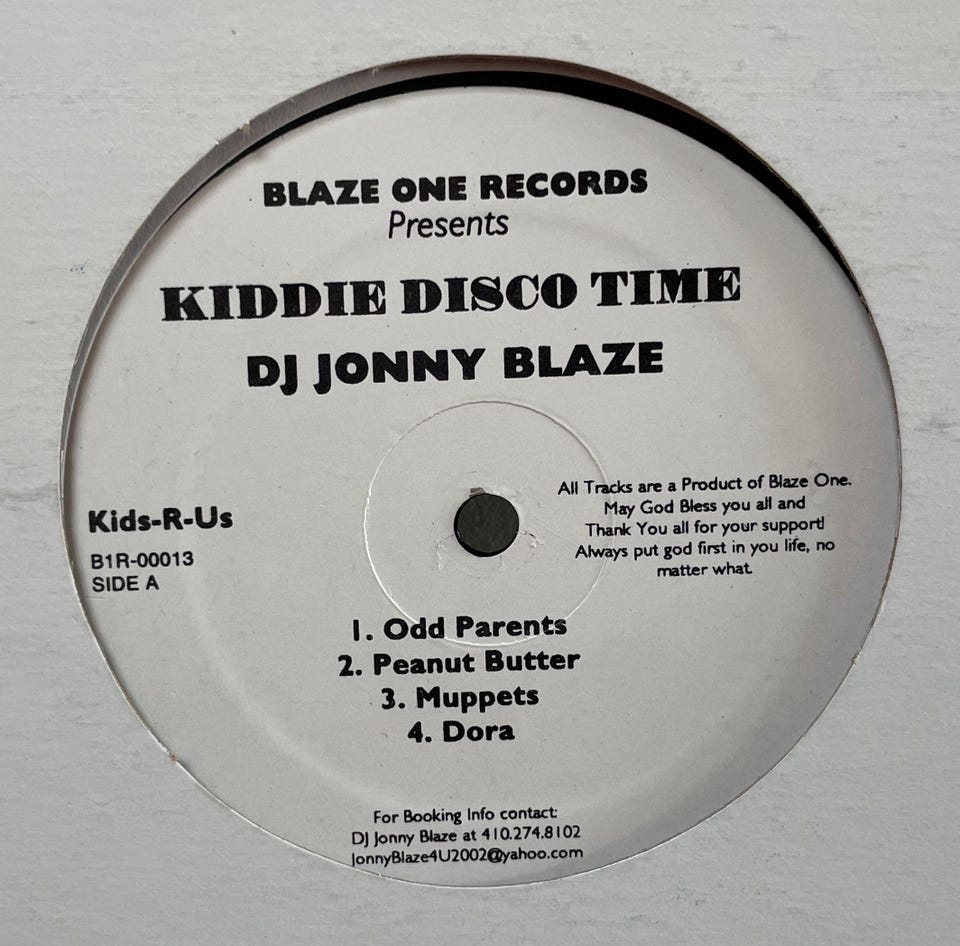 BLAZE ONE RECORDS
Presents
KIDDIE DISCO TIME
DJ JONNY BLAZE
Kids-R-Us
B1R-00013
SIDE A
All Tracks are a Product of Blaze One.
May God Bless you all and
Thank You all for your support!
Always put god first in you life, no
matter what.
1. Odd Parents
2. Peanut Butter
3. Muppets
4. Dora
For Booking Info contact:
DJ Jonny Blaze at 410.274.8102
JonnyBlaze4U2002@yahoo.com